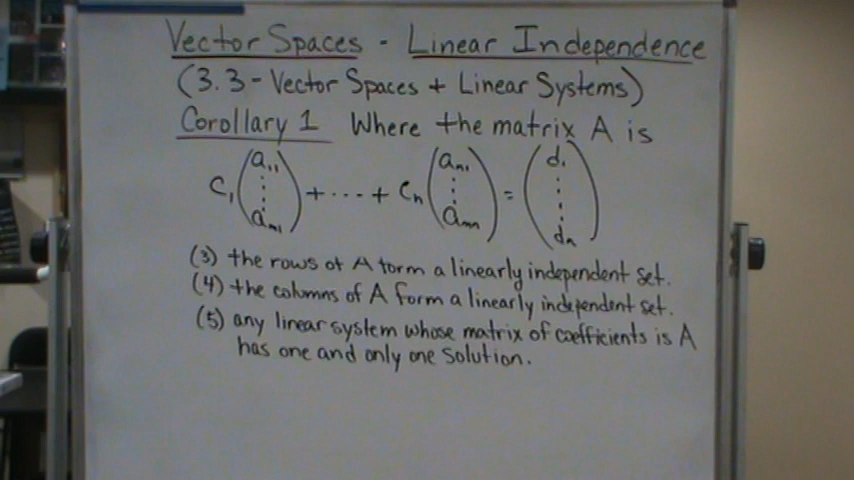 Vector Spaces - Linear Independence
(3.3 - Vector Spaces + Linear Systems)
Corollary 1 Where the matrix A is
c₁ (a₁₁ ⋮ aₘ₁) + ⋯ + cₙ (aₙ₁ ⋮ aₘₙ) = (d₁ ⋮ dₙ)
(3) the rows of A form a linearly independent set.
(4) the columns of A form a linearly independent set.
(5) any linear system whose matrix of coefficients is A
has one and only one solution.